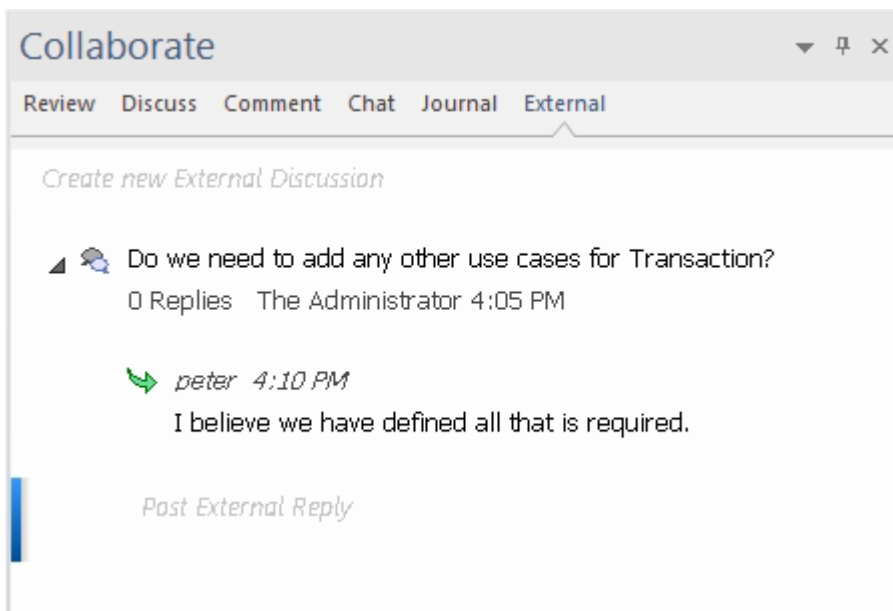 Collaborate
Review Discuss Comment Chat Journal External
Create new External Discussion
Do we need to add any other use cases for Transaction?
0 Replies The Administrator 4:05 PM
peter 4:10 PM
I believe we have defined all that is required.
Post External Reply